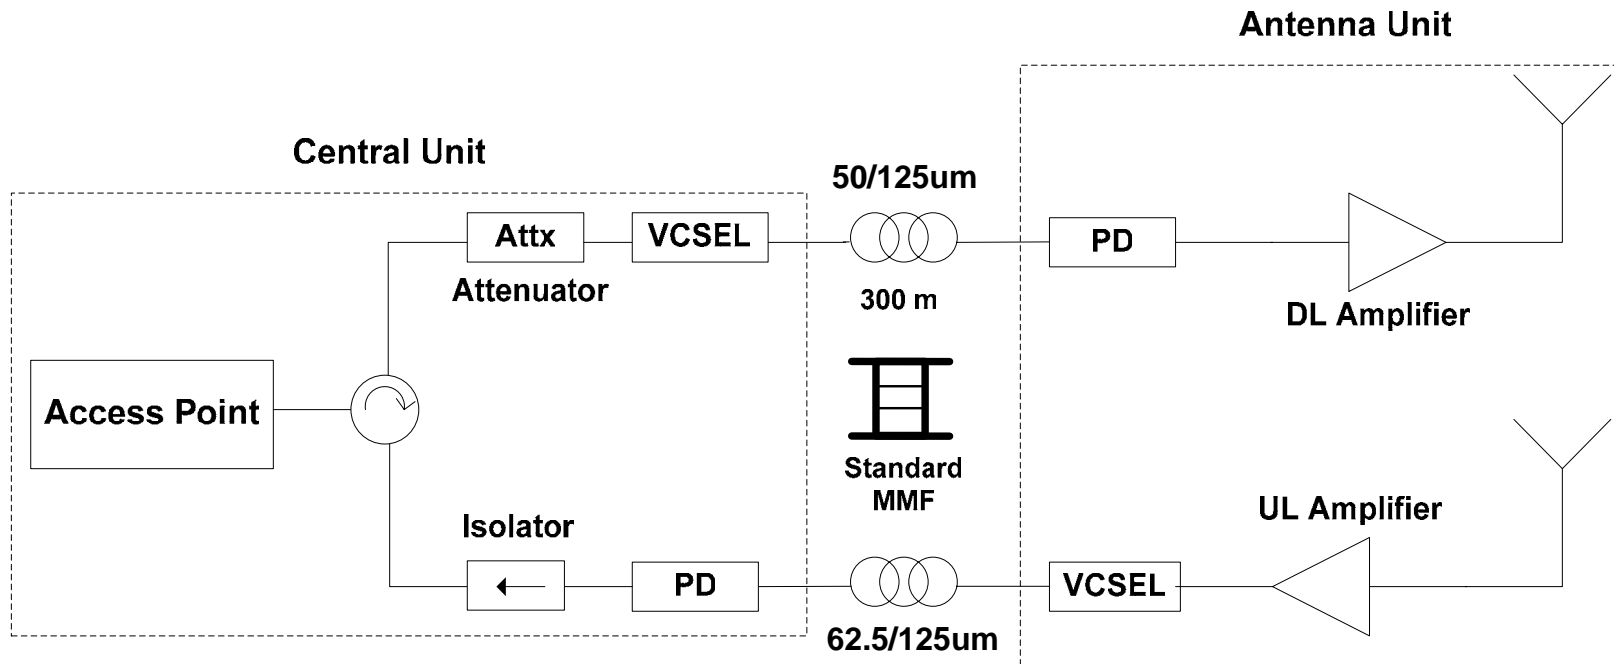 Antenna Unit
Central Unit
50/125um
Attx
VCSEL
PD
Attenuator
300 m
DL Amplifier
Access Point
Standard
MMF
UL Amplifier
Isolator
PD
VCSEL
62.5/125um